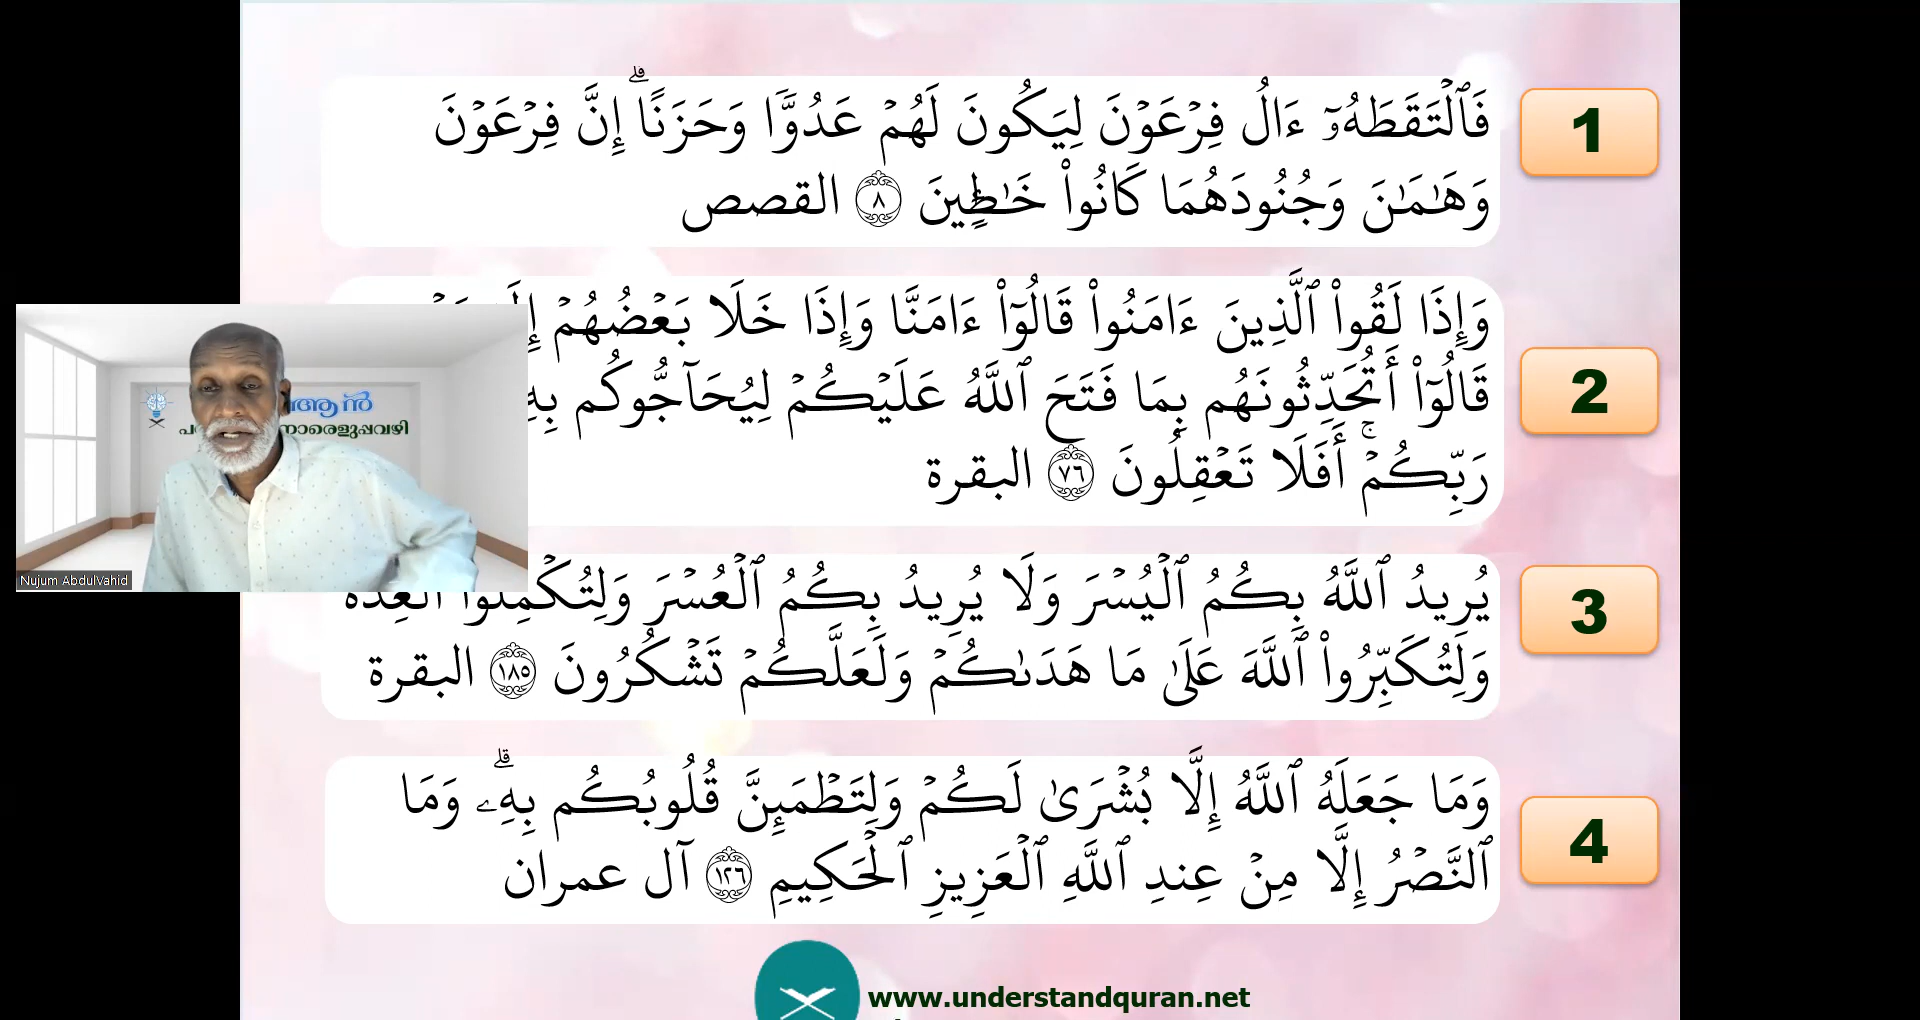 فَٱلۡتَقَطَهُۥٓ ءَالُ فِرۡعَوۡنَ لِيَكُونَ لَهُمۡ عَدُوّٗا وَحَزَنًاۗ إِنَّ فِرۡعَوۡنَ
1
وَهَٰمَٰنَ وَجُنُودَهُمَا كَانُواْ خَٰطِـِٔينَ ٨ القصص
وَإِذَا لَقُواْ ٱلَّذِينَ ءَامَنُواْ قَالُوٓاْ ءَامَنَّا وَإِذَا خَلَا بَعۡضُهُمۡ
قَالُوٓاْ أَتُحَدِّثُونَهُم بِمَا فَتَحَ ٱللَّهُ عَلَيۡكُمۡ لِيُحَآجُّوكُم بِهِ
2
رَبِّكُمۡۚ أَفَلَا تَعۡقِلُونَ ٧٦ البقرة
Nujum AbdulVahid
يُرِيدُ ٱللَّهُ بِكُمُ ٱلۡيُسۡرَ وَلَا يُرِيدُ بِكُمُ ٱلۡعُسۡرَ وَلِتُكۡمِلُواْ ٱلۡعِدَّةَ
3
وَلِتُكَبِّرُواْ ٱللَّهَ عَلَىٰ مَا هَدَىٰكُمۡ وَلَعَلَّكُمۡ تَشۡكُرُونَ ١٨٥ البقرة
وَمَا جَعَلَهُ ٱللَّهُ إِلَّا بُشۡرَىٰ لَكُمۡ وَلِتَطۡمَئِنَّ قُلُوبُكُم بِهِۦۗ وَمَا
4
ٱلنَّصۡرُ إِلَّا مِنۡ عِندِ ٱللَّهِ ٱلۡعَزِيزِ ٱلۡحَكِيمِ ١٢٦ آل عمران
www.understandquran.net